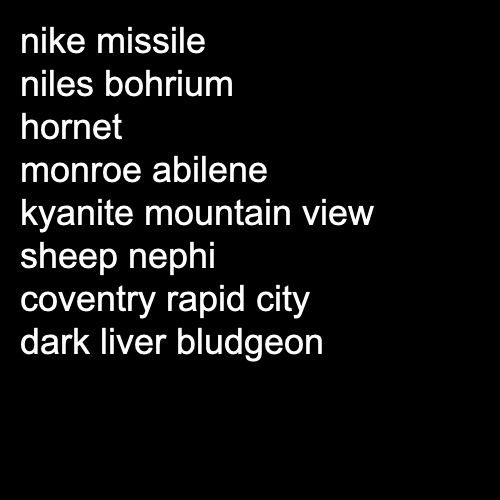 nike missile
niles bohrium
hornet
monroe abilene
kyanite mountain view
sheep nephi
coventry rapid city
dark liver bludgeon